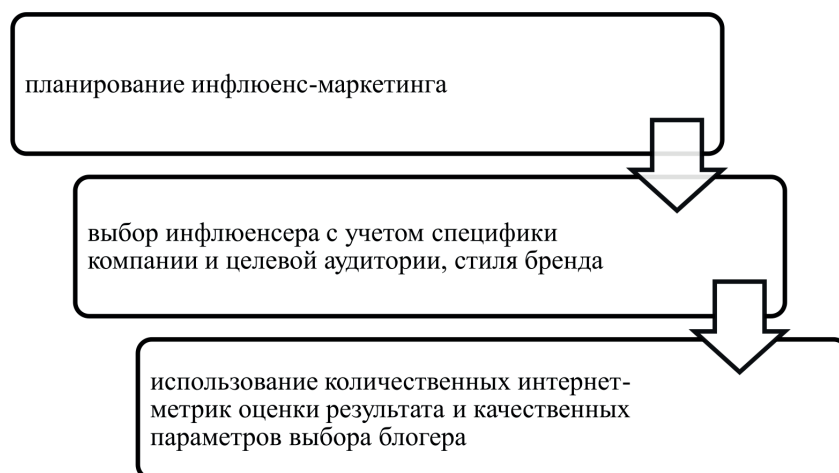 планирование инфлюенс-маркетинга
выбор инфлюенсера с учетом специфики
компании и целевой аудитории, стиля бренда
использование количественных интернет-
метрик оценки результата и качественных
параметров выбора блогера